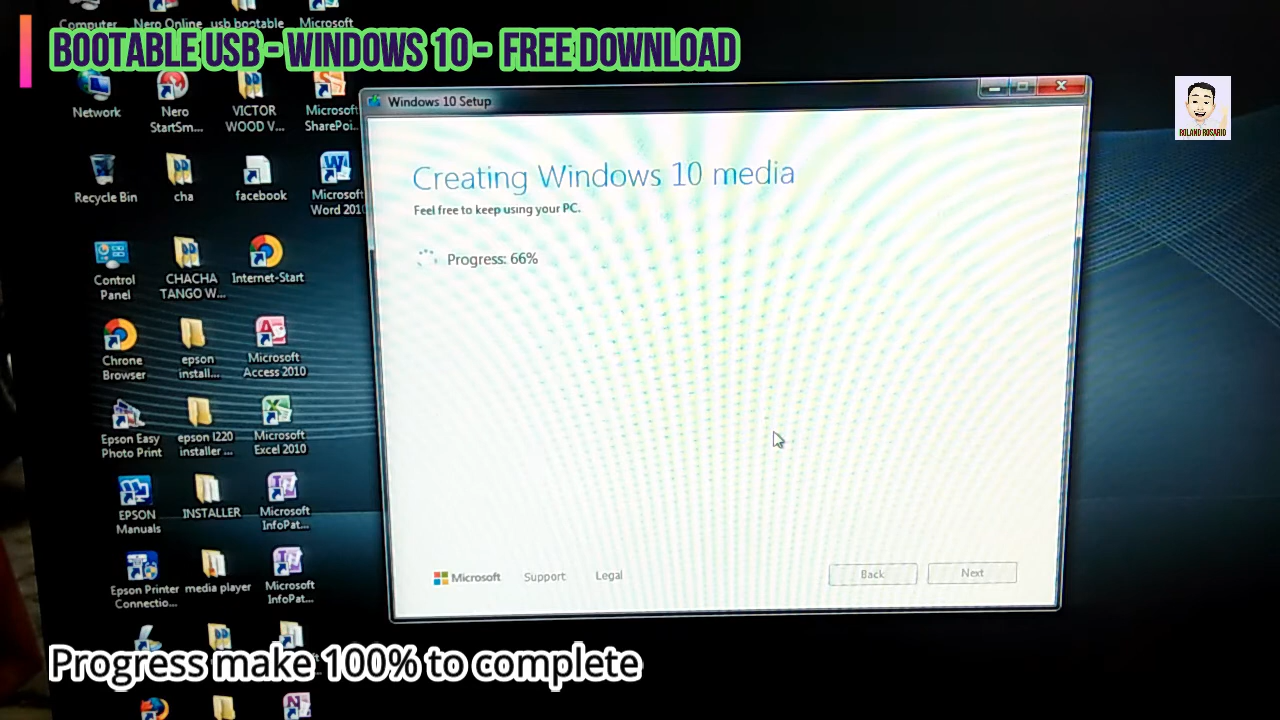 Computer
Nero Online
usb bootable
Microsoft
BOOTABLE USB - WINDOWS 10 - FREE DOWNLOAD
Network
Nero
StartSm...
VICTOR
WOOD V...
Microsoft
SharePoi...
Windows 10 Setup
ROLAND ROSARIO
Creating Windows 10 media
Feel free to keep using your PC.
Progress: 66%
Recycle Bin
cha
facebook
Microsoft
Word 2010
Control
Panel
CHACHA
TANGO W...
Internet-Start
Chrome
Browser
epson
install...
Microsoft
Access 2010
Epson Easy
Photo Print
epson l220
installer ...
Microsoft
Excel 2010
EPSON
Manuals
INSTALLER
Microsoft
InfoPat...
Epson Printer
Connectio...
media player
Microsoft
InfoPat...
Microsoft
Support
Legal
Back
Next
Progress make 100% to complete